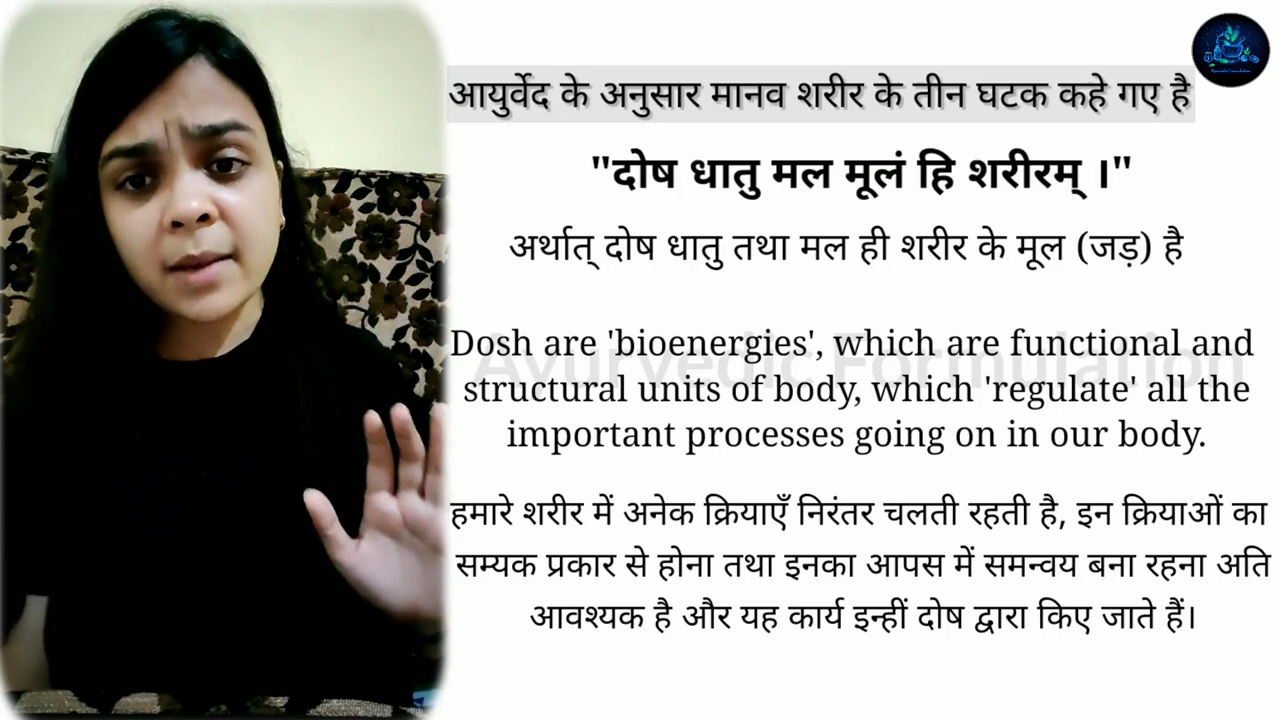 आयुर्वेद के अनुसार मानव शरीर के तीन घटक कहे गए है
"दोष धातु मल मूलं हि शरीरम् ।"
अर्थात् दोष धातु तथा मल ही शरीर के मूल (जड़) है
Ayurvedic Formulation
Dosh are 'bioenergies', which are functional and
structural units of body, which 'regulate' all the
important processes going on in our body.
हमारे शरीर में अनेक क्रियाएँ निरंतर चलती रहती है, इन क्रियाओं का
सम्यक प्रकार से होना तथा इनका आपस में समन्वय बना रहना अति
आवश्यक है और यह कार्य इन्हीं दोष द्वारा किए जाते हैं।